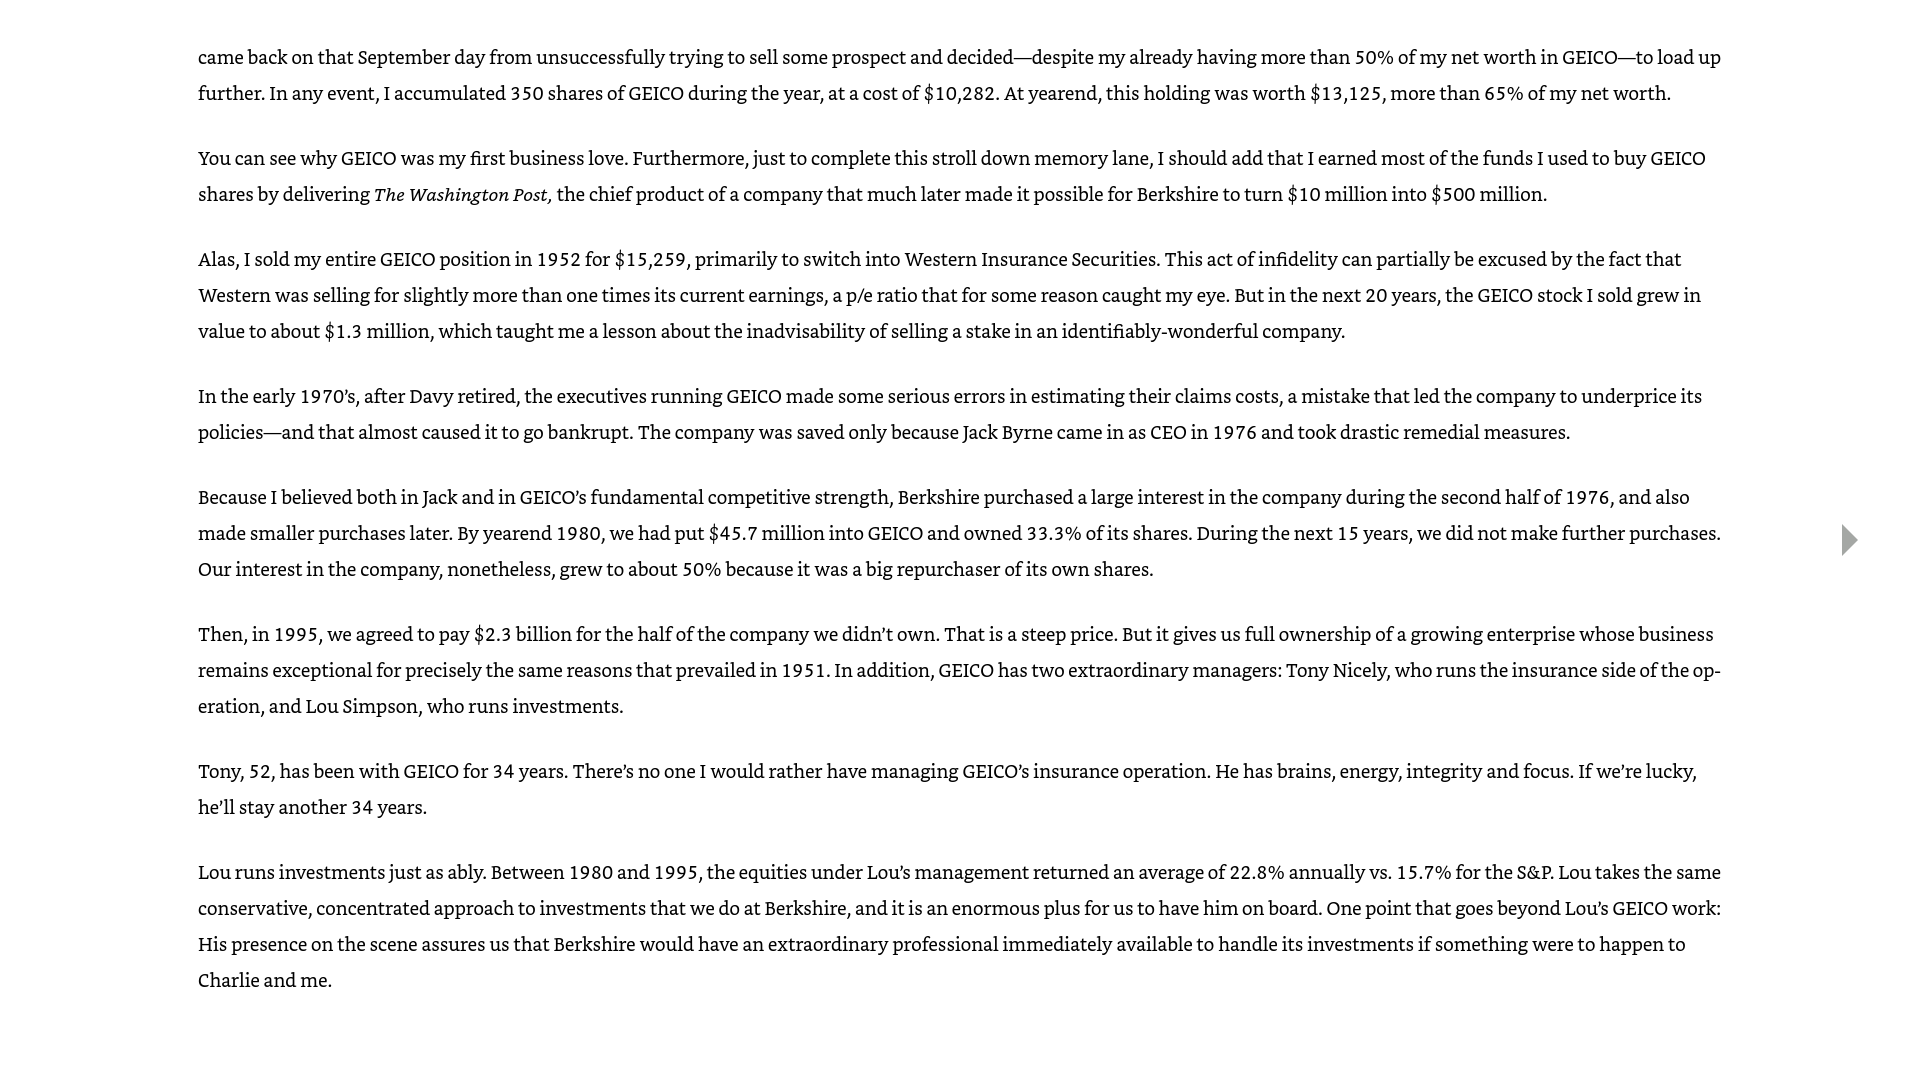 came back on that September day from unsuccessfully trying to sell some prospect and decided—despite my already having more than 50% of my net worth in GEICO—to load up
further. In any event, I accumulated 350 shares of GEICO during the year, at a cost of $10,282. At yearend, this holding was worth $13,125, more than 65% of my net worth.
You can see why GEICO was my first business love. Furthermore, just to complete this stroll down memory lane, I should add that I earned most of the funds I used to buy GEICO
shares by delivering The Washington Post, the chief product of a company that much later made it possible for Berkshire to turn $10 million into $500 million.
Alas, I sold my entire GEICO position in 1952 for $15,259, primarily to switch into Western Insurance Securities. This act of infidelity can partially be excused by the fact that
Western was selling for slightly more than one times its current earnings, a p/e ratio that for some reason caught my eye. But in the next 20 years, the GEICO stock I sold grew in
value to about $1.3 million, which taught me a lesson about the inadvisability of selling a stake in an identifiably-wonderful company.
In the early 1970’s, after Davy retired, the executives running GEICO made some serious errors in estimating their claims costs, a mistake that led the company to underprice its
policies—and that almost caused it to go bankrupt. The company was saved only because Jack Byrne came in as CEO in 1976 and took drastic remedial measures.
Because I believed both in Jack and in GEICO’s fundamental competitive strength, Berkshire purchased a large interest in the company during the second half of 1976, and also
made smaller purchases later. By yearend 1980, we had put $45.7 million into GEICO and owned 33.3% of its shares. During the next 15 years, we did not make further purchases.
Our interest in the company, nonetheless, grew to about 50% because it was a big repurchaser of its own shares.
Then, in 1995, we agreed to pay $2.3 billion for the half of the company we didn’t own. That is a steep price. But it gives us full ownership of a growing enterprise whose business
remains exceptional for precisely the same reasons that prevailed in 1951. In addition, GEICO has two extraordinary managers: Tony Nicely, who runs the insurance side of the op-
eration, and Lou Simpson, who runs investments.
Tony, 52, has been with GEICO for 34 years. There’s no one I would rather have managing GEICO’s insurance operation. He has brains, energy, integrity and focus. If we’re lucky,
he’ll stay another 34 years.
Lou runs investments just as ably. Between 1980 and 1995, the equities under Lou’s management returned an average of 22.8% annually vs. 15.7% for the S&P. Lou takes the same
conservative, concentrated approach to investments that we do at Berkshire, and it is an enormous plus for us to have him on board. One point that goes beyond Lou’s GEICO work:
His presence on the scene assures us that Berkshire would have an extraordinary professional immediately available to handle its investments if something were to happen to
Charlie and me.